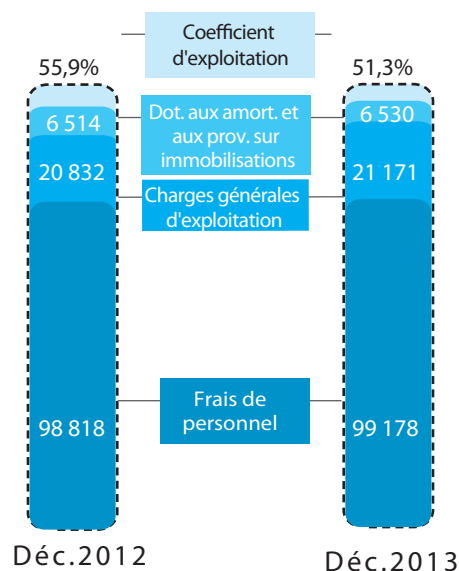 Coefficient
d'exploitation
55,9%
51,3%
6 514
Dot. aux amort. et
aux prov. sur
immobilisations
6 530
20 832
Charges générales
d'exploitation
21 171
Frais de
personnel
98 818
99 178
Déc.2012
Déc.2013